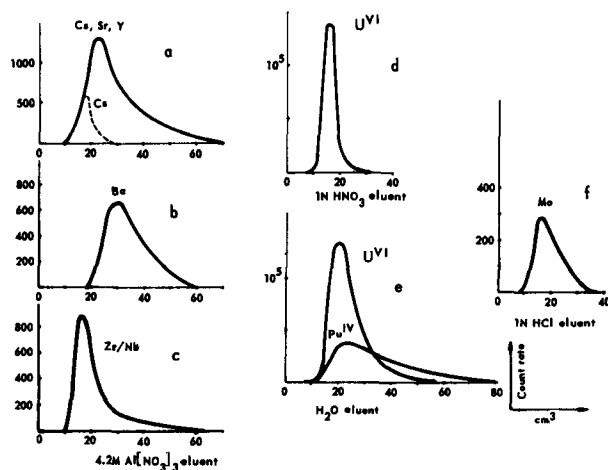 Cs, Sr, Y
a
1000
500
Cs
0 20 40 60
800
600
400
200
0
Ba
b
0 20 40 60
800
600
400
200
0
Zr/Nb
c
0 20 40 60
4.2M Al[NO3]3 eluent
U VI
d
10^5
0 20 40
1N HNO3 eluent
U VI
e
10^5
Pu IV
0 20 40 60 80
H2O eluent
Mo
f
400
200
0 20 40
1N HCl eluent
Count rate
cm3